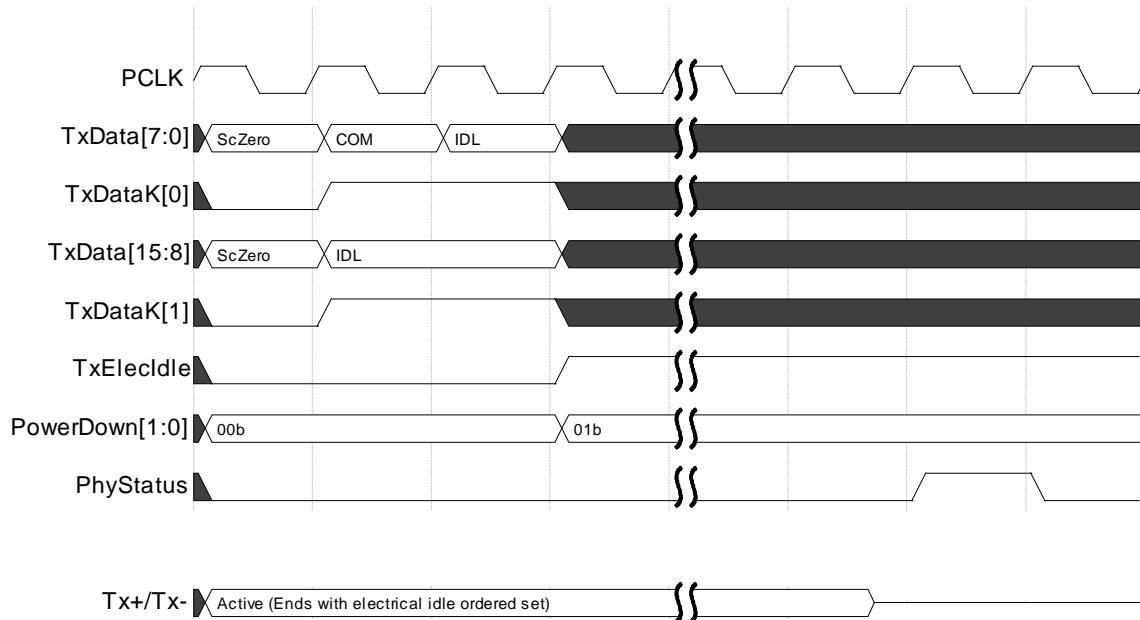 PCLK
TxData[7:0] ScZero COM IDL
TxDataK[0]
TxData[15:8] ScZero IDL
TxDataK[1]
TxElecIdle
PowerDown[1:0] 00b 01b
PhyStatus
Tx+/Tx- Active (Ends with electrical idle ordered set)